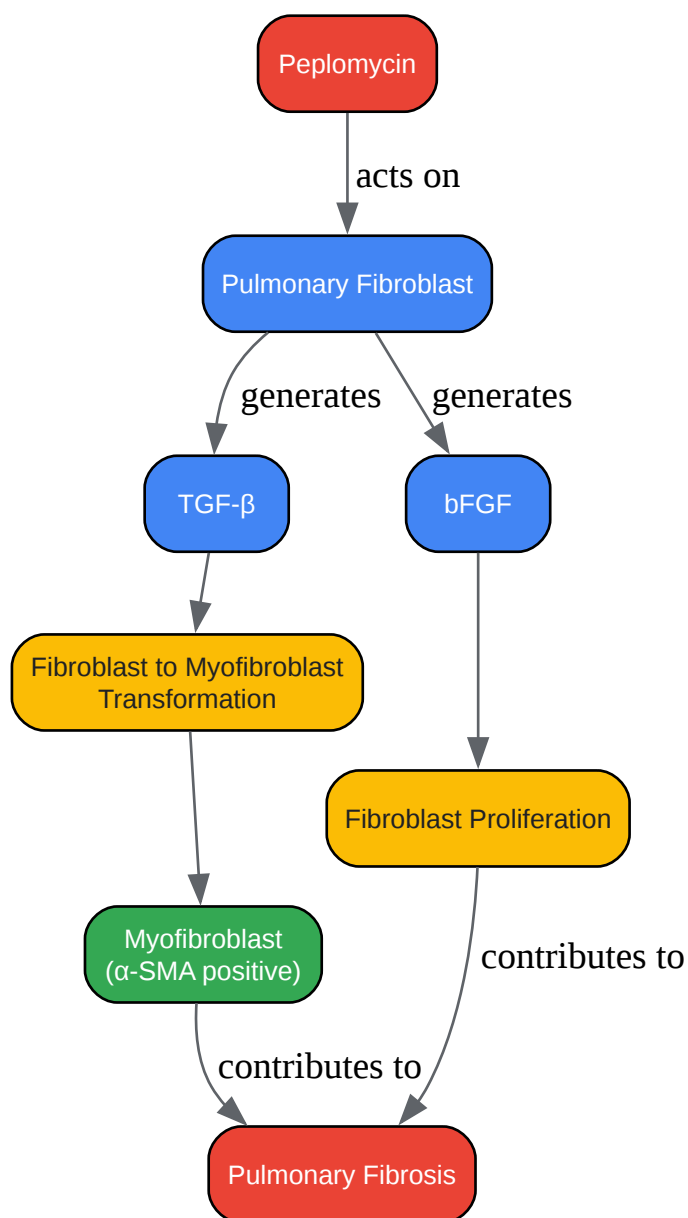 Peplomycin
acts on
Pulmonary Fibroblast
generates
generates
TGF-β
bFGF
Fibroblast to Myofibroblast
Transformation
Fibroblast Proliferation
Myofibroblast
(α-SMA positive)
contributes to
contributes to
Pulmonary Fibrosis